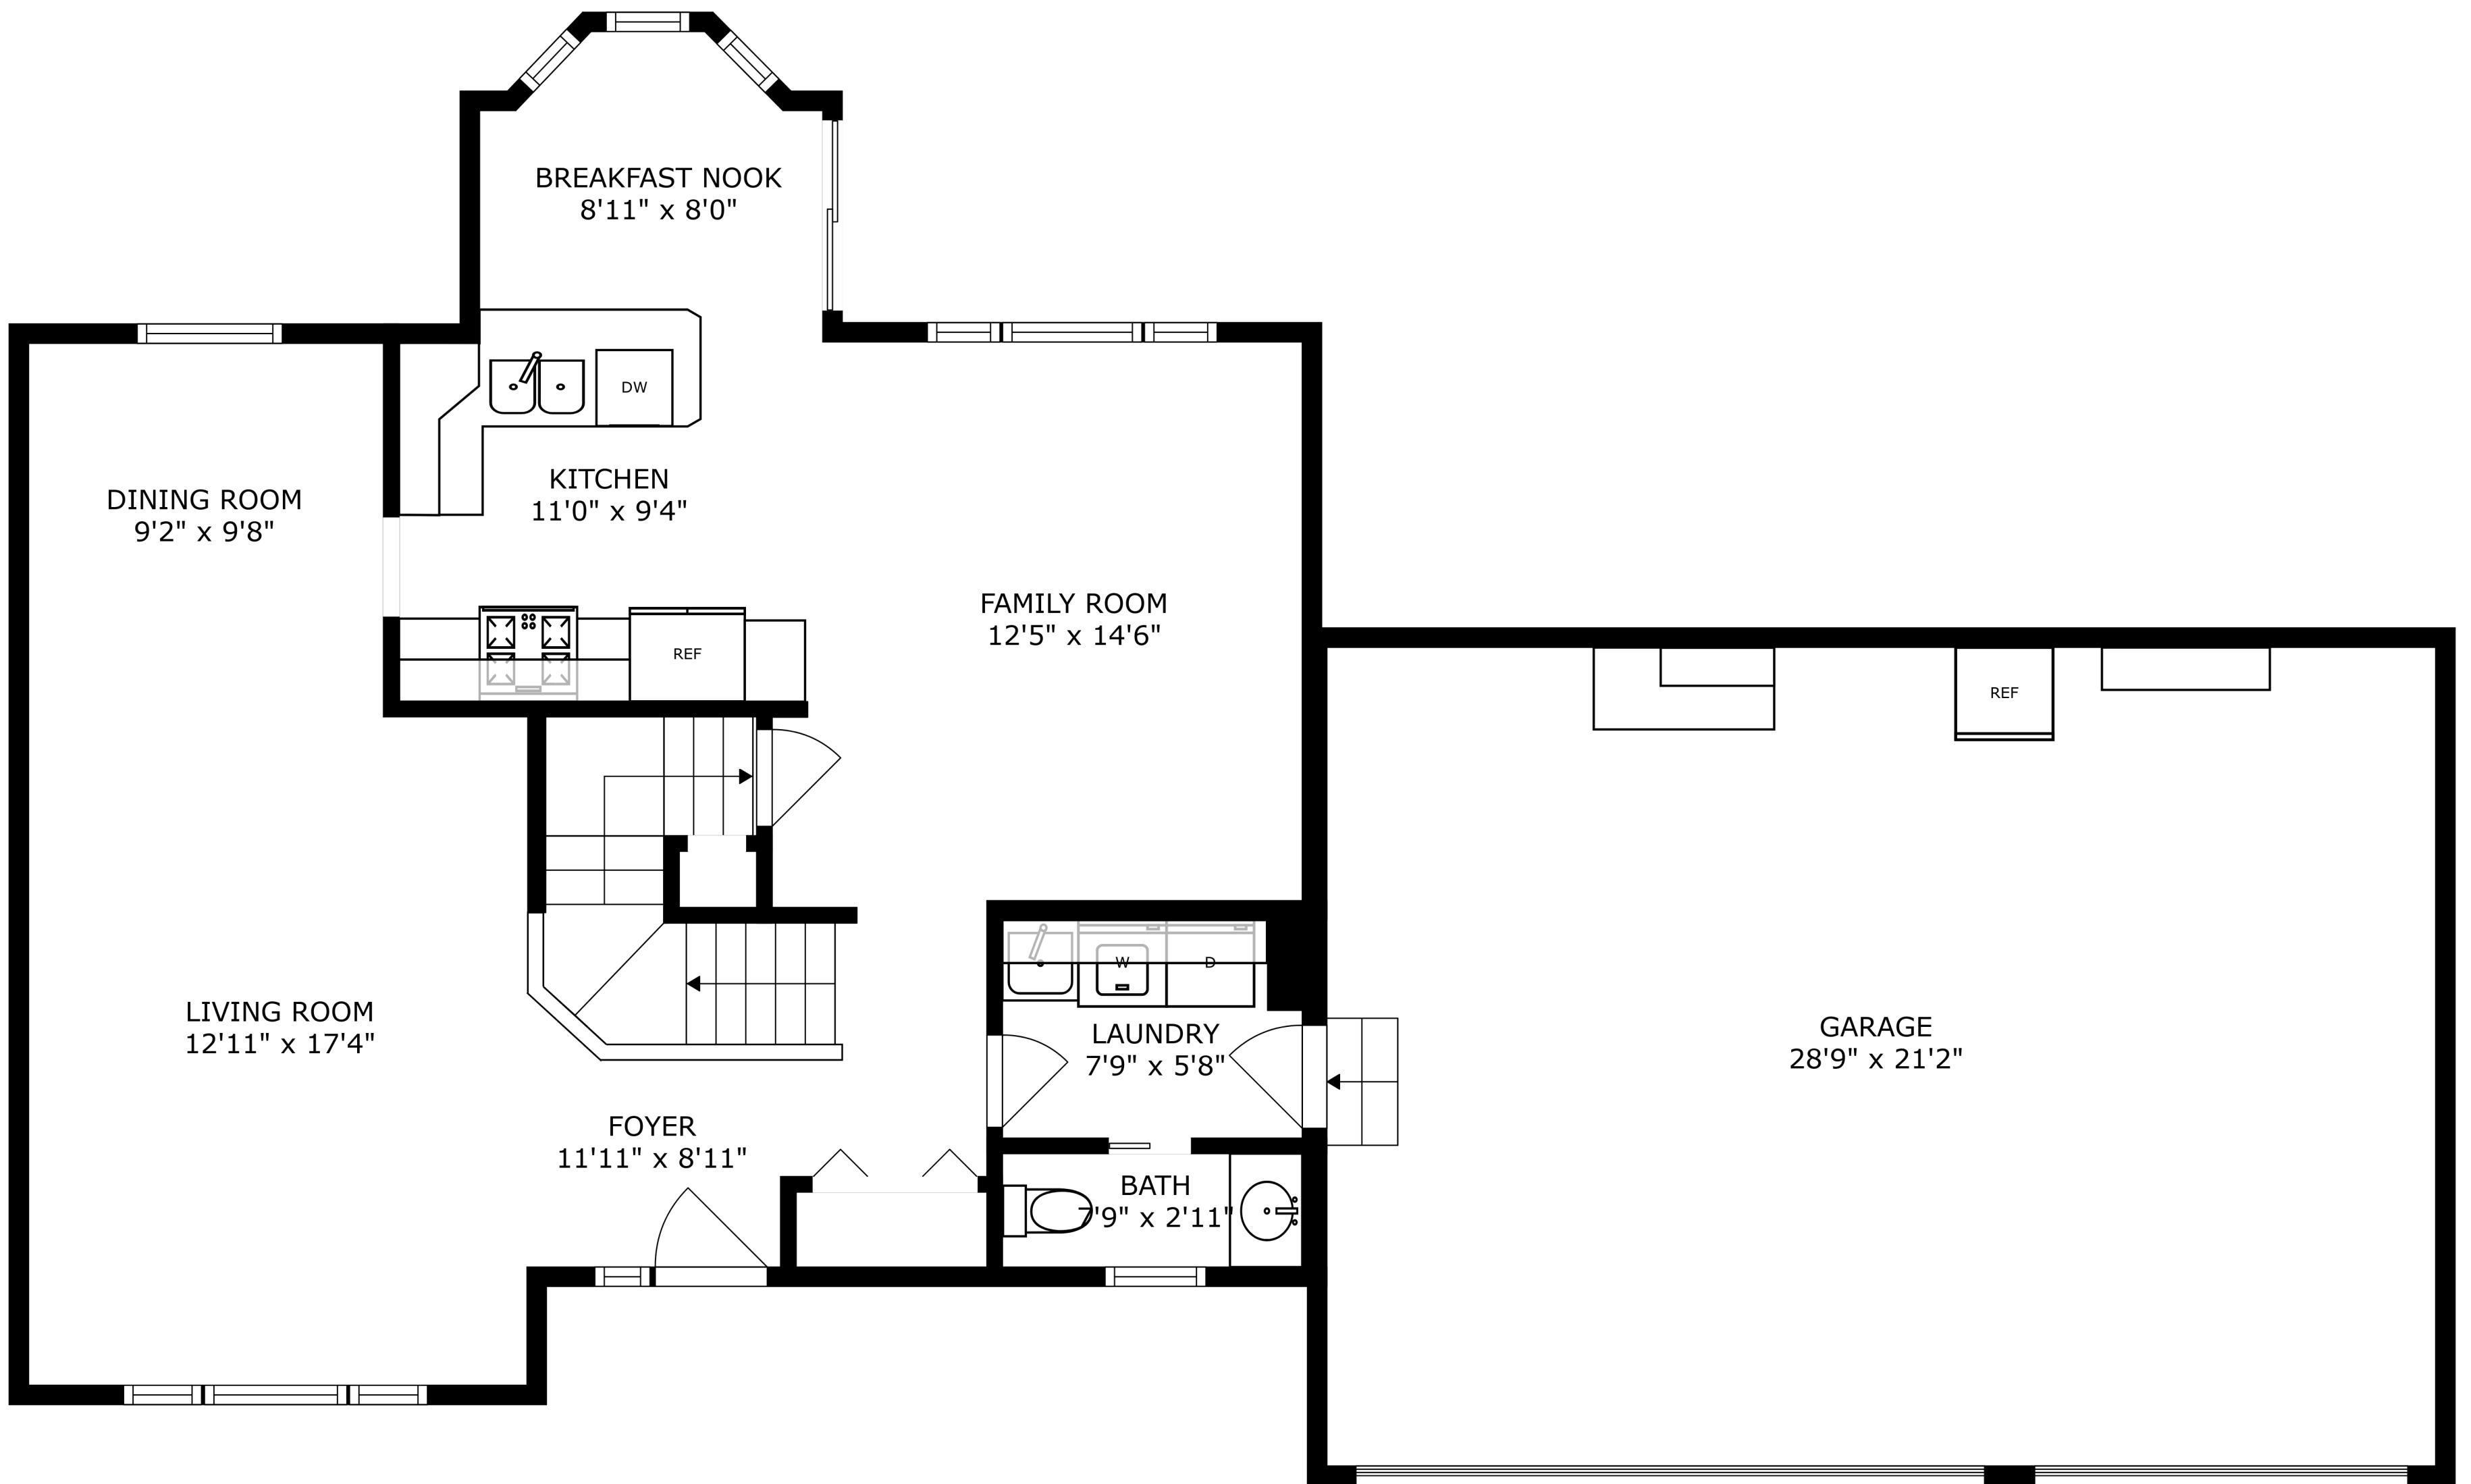 BREAKFAST NOOK
8'11" x 8'0"
DW
KITCHEN
11'0" x 9'4"
DINING ROOM
9'2" x 9'8"
FAMILY ROOM
12'5" x 14'6"
REF
REF
W
D
LIVING ROOM
12'11" x 17'4"
LAUNDRY
7'9" x 5'8"
GARAGE
28'9" x 21'2"
FOYER
11'11" x 8'11"
BATH
7'9" x 2'11"